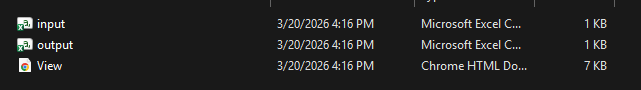 input 3/20/2026 4:16 PM Microsoft Excel C... 1 KB
output 3/20/2026 4:16 PM Microsoft Excel C... 1 KB
View 3/20/2026 4:16 PM Chrome HTML Do... 7 KB